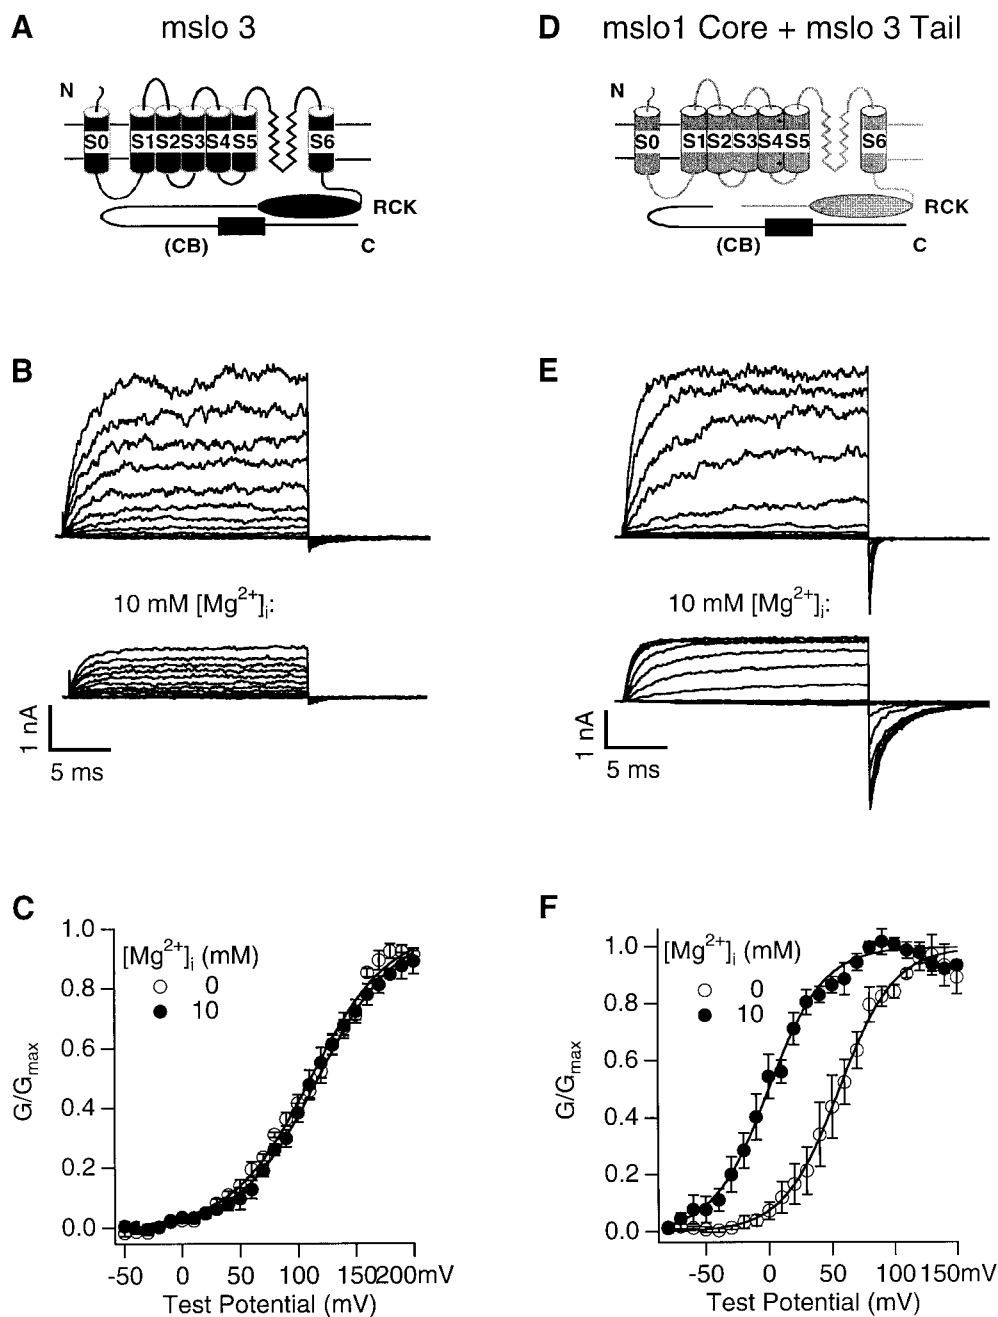 A
mslo 3
N
S0
S1 S2 S3 S4 S5
S6
RCK
(CB)
C
B
10 mM [Mg2+]i:
1 nA
5 ms
C
[Mg2+]i (mM)
0
10
G/Gmax
1.0
0.8
0.6
0.4
0.2
0.0
-50 0 50 100 150 200mV
Test Potential (mV)
D
mslo1 Core + mslo 3 Tail
N
S0
S1 S2 S3 S4 S5
S6
RCK
(CB)
C
E
10 mM [Mg2+]i:
1 nA
5 ms
F
[Mg2+]i (mM)
0
10
G/Gmax
1.0
0.8
0.6
0.4
0.2
0.0
-50 0 50 100 150mV
Test Potential (mV)